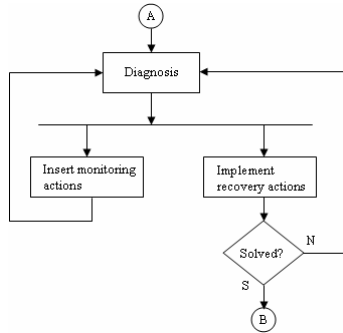 A
Diagnosis
Insert monitoring
actions
Implement
recovery actions
Solved?
N
S
B